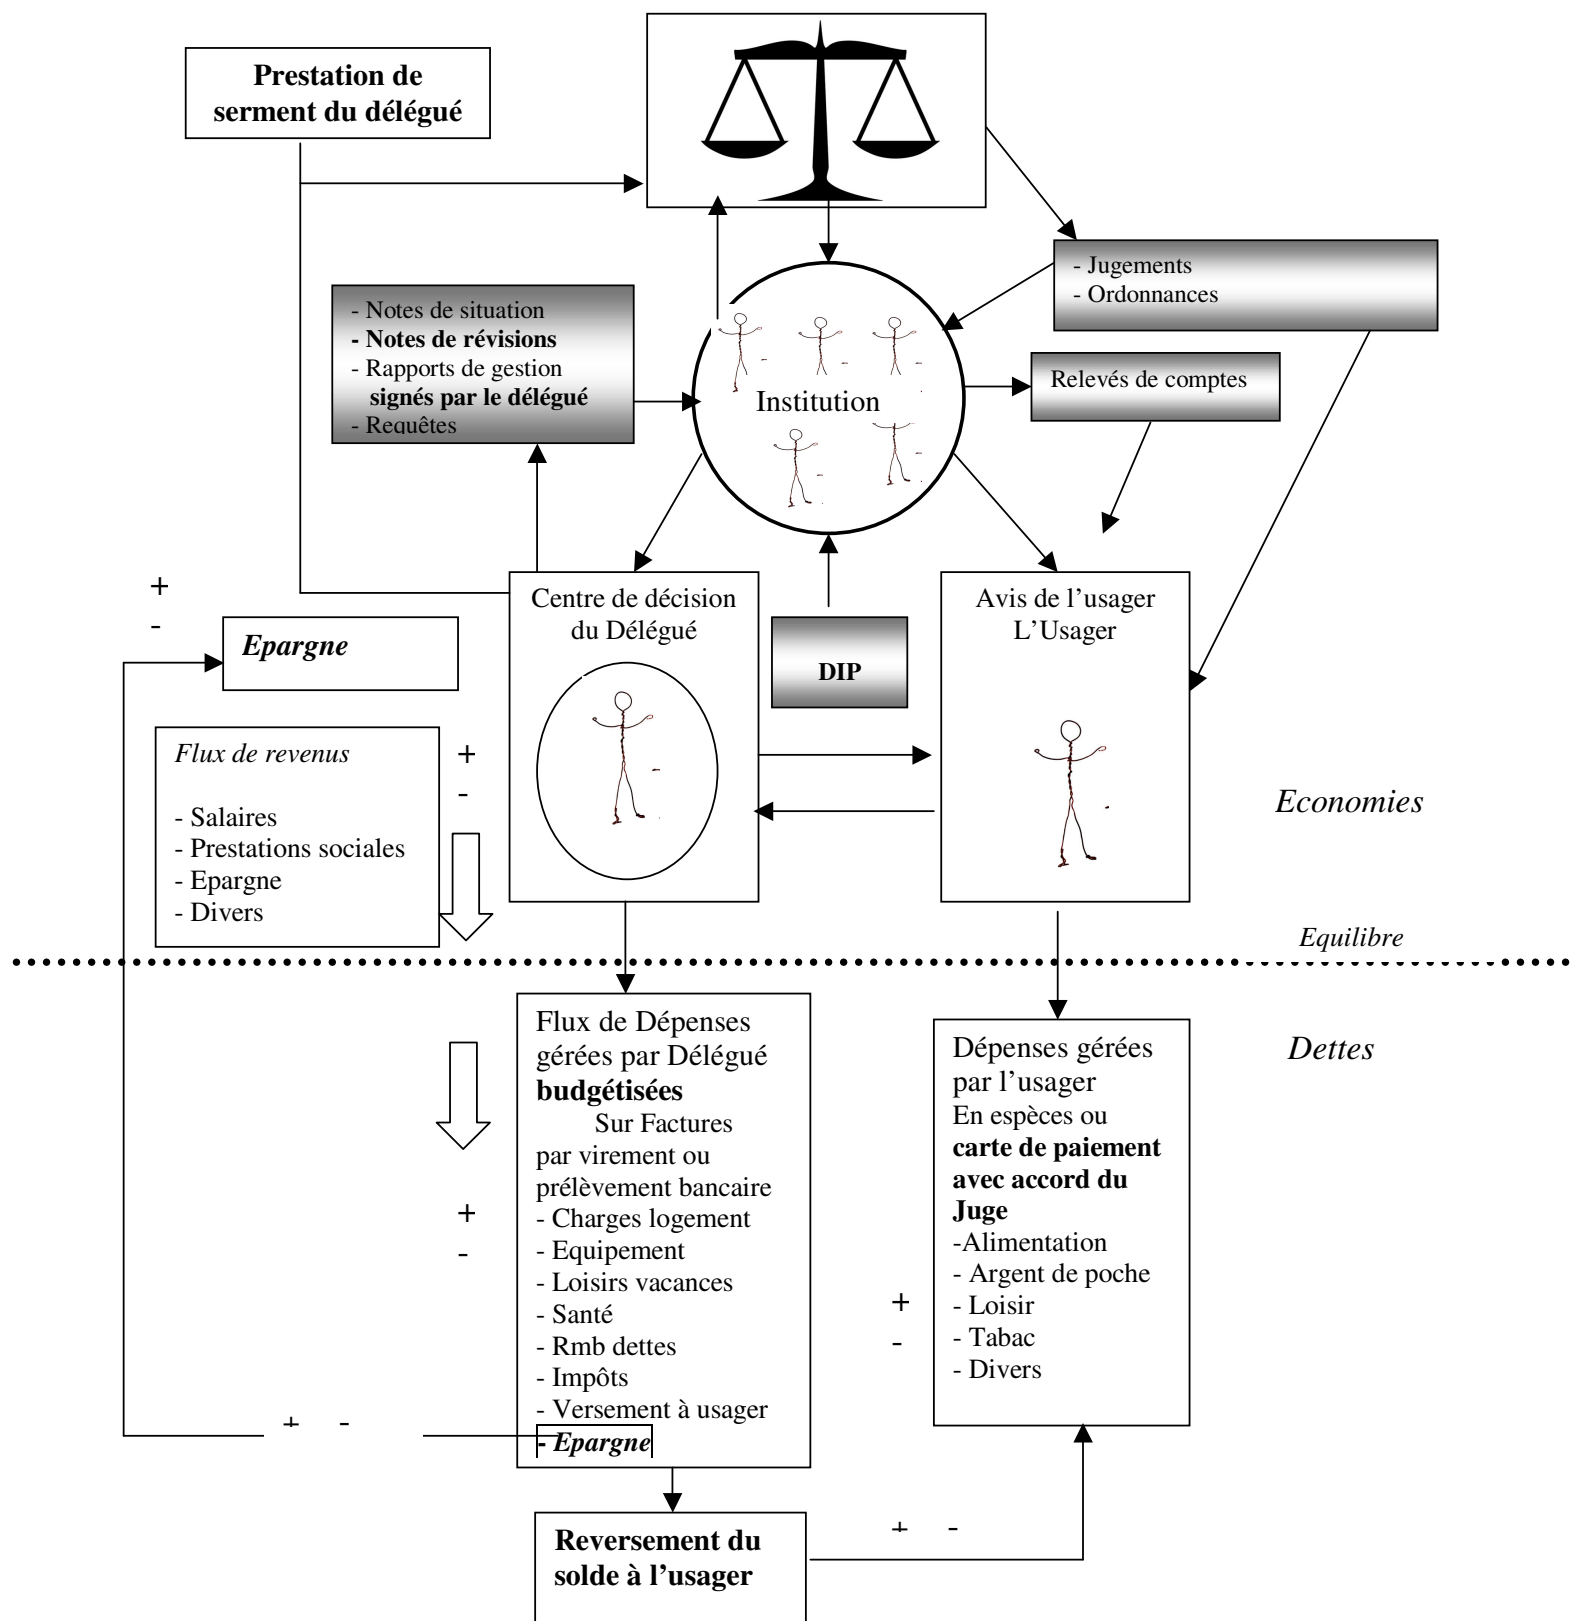 Prestation de
serment du délégué
- Jugements
- Ordonnances
- Notes de situation
- Notes de révisions
- Rapports de gestion
signés par le délégué
- Requêtes
Institution
Relevés de comptes
+
-
Epargne
Centre de décision
du Délégué
DIP
Avis de l’usager
L’Usager
Flux de revenus
- Salaires
- Prestations sociales
- Epargne
- Divers
+
-
Economies
Equilibre
Flux de Dépenses
gérées par Délégué
budgétisées
Sur Factures
par virement ou
prélèvement bancaire
- Charges logement
- Equipement
- Loisirs vacances
- Santé
- Rmb dettes
- Impôts
- Versement à usager
- Epargne
+
-
Dépenses gérées
par l’usager
En espèces ou
carte de paiement
avec accord du
Juge
-Alimentation
- Argent de poche
- Loisir
- Tabac
- Divers
+
-
Dettes
+ -
Reversement du
solde à l’usager
+ -